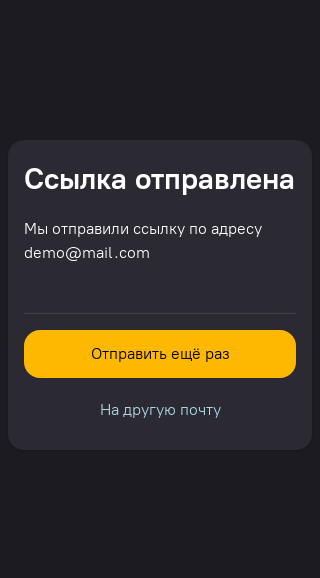 Ссылка отправлена
Мы отправили ссылку по адресу
demo@mail.com
Отправить ещё раз
На другую почту